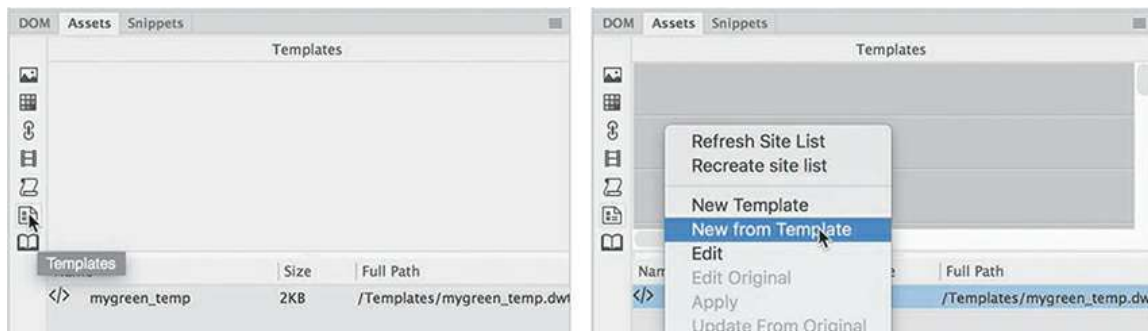 DOM Assets Snippets
Templates
Templates
Size Full Path
mygreen_temp 2KB /Templates/mygreen_temp.dwt
DOM Assets Snippets
Templates
Refresh Site List
Recreate site list
New Template
New from Template
Edit
Edit Original
Apply
Update From Original
Full Path
/Templates/mygreen_temp.dw